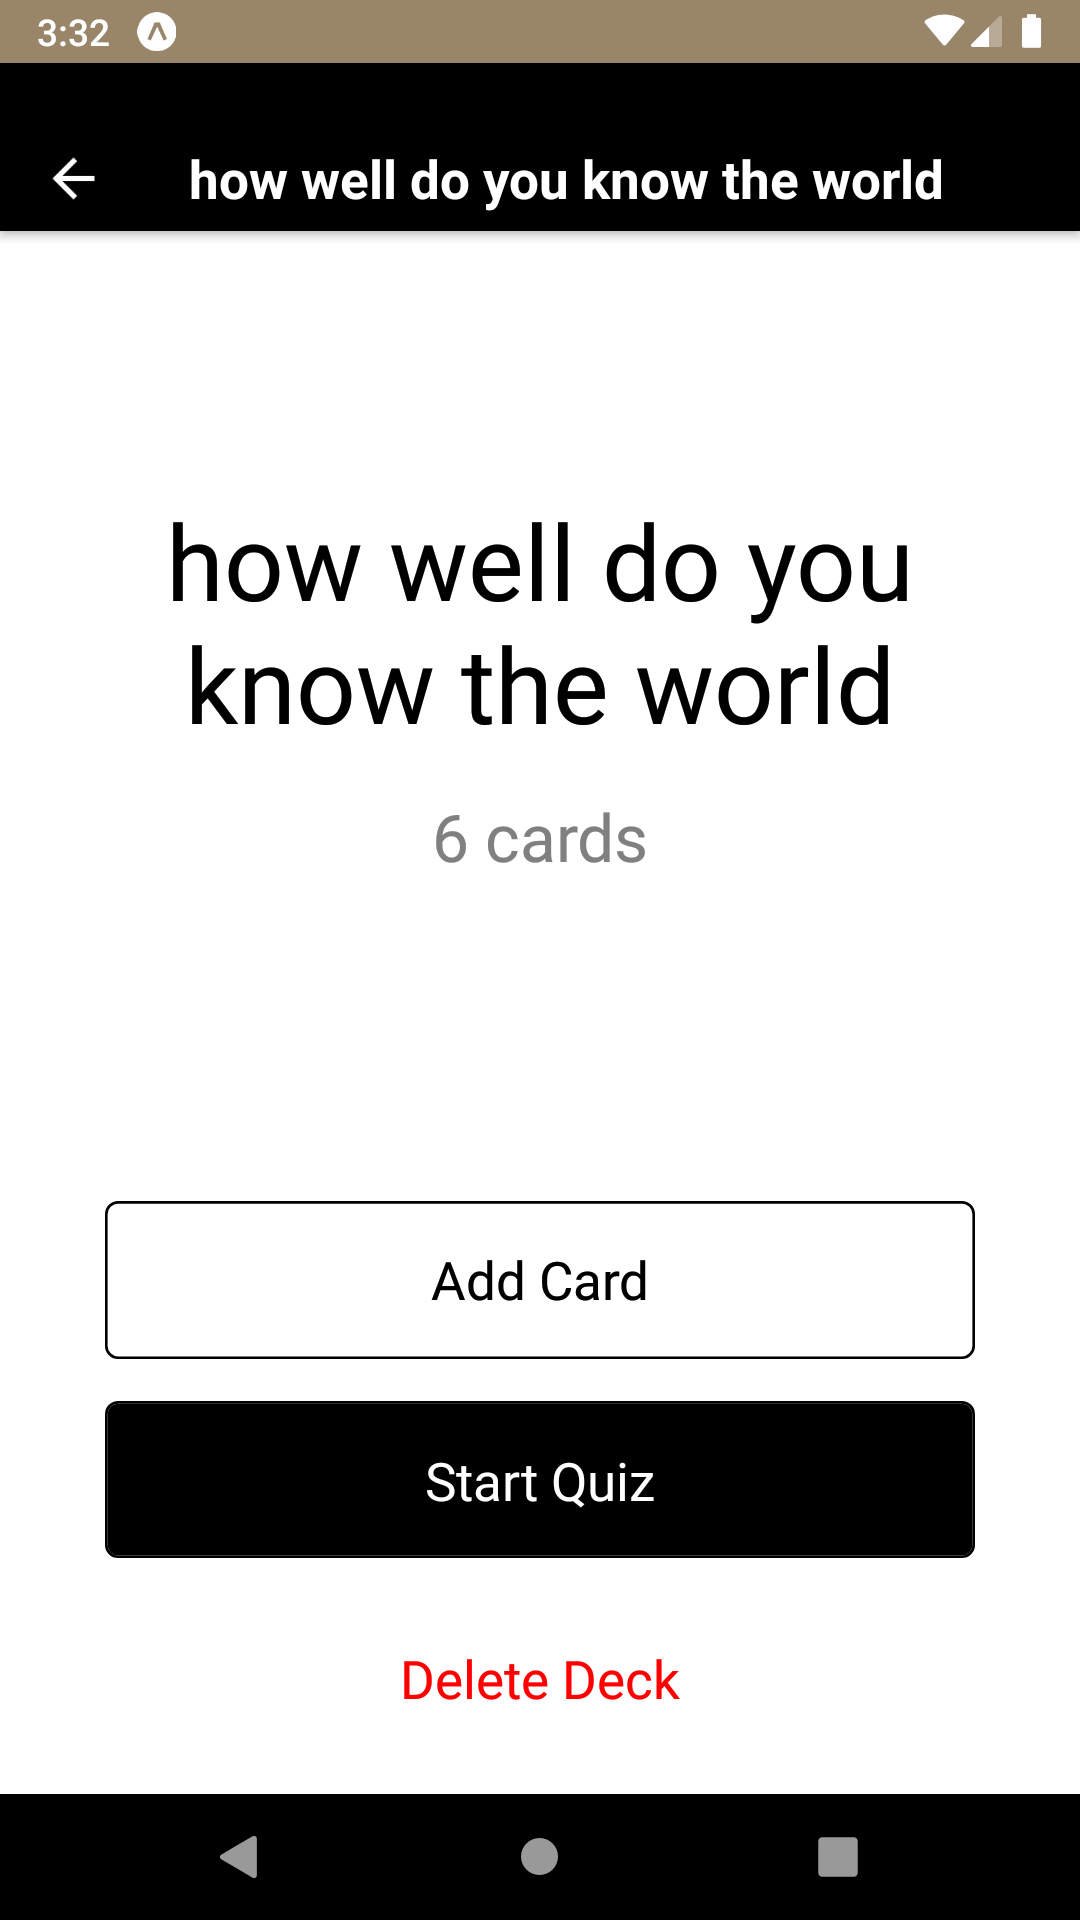 3:32
how well do you know the world
how well do you
know the world
6 cards
Add Card
Start Quiz
Delete Deck